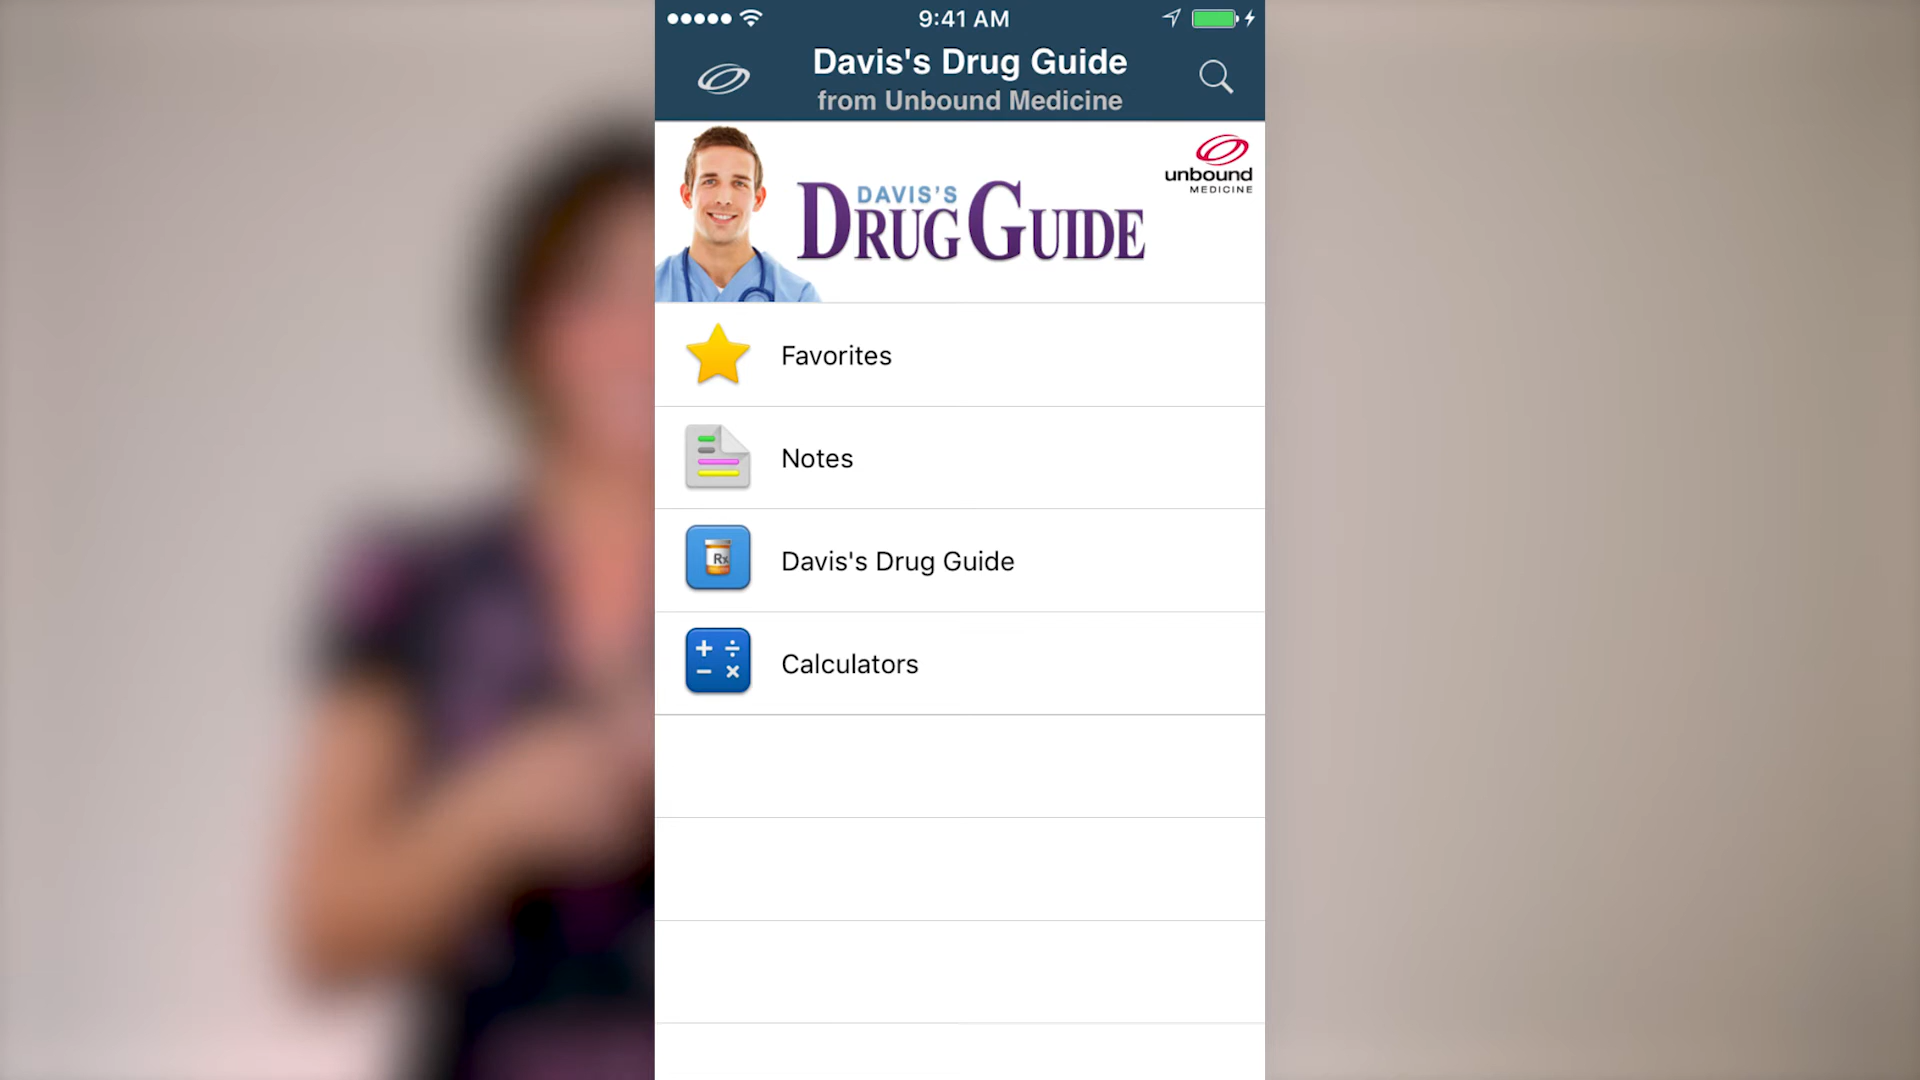 9:41 AM
Davis's Drug Guide
from Unbound Medicine
unbound
MEDICINE
DAVIS'S
DRUG GUIDE
Favorites
Notes
Rx
Davis's Drug Guide
Calculators